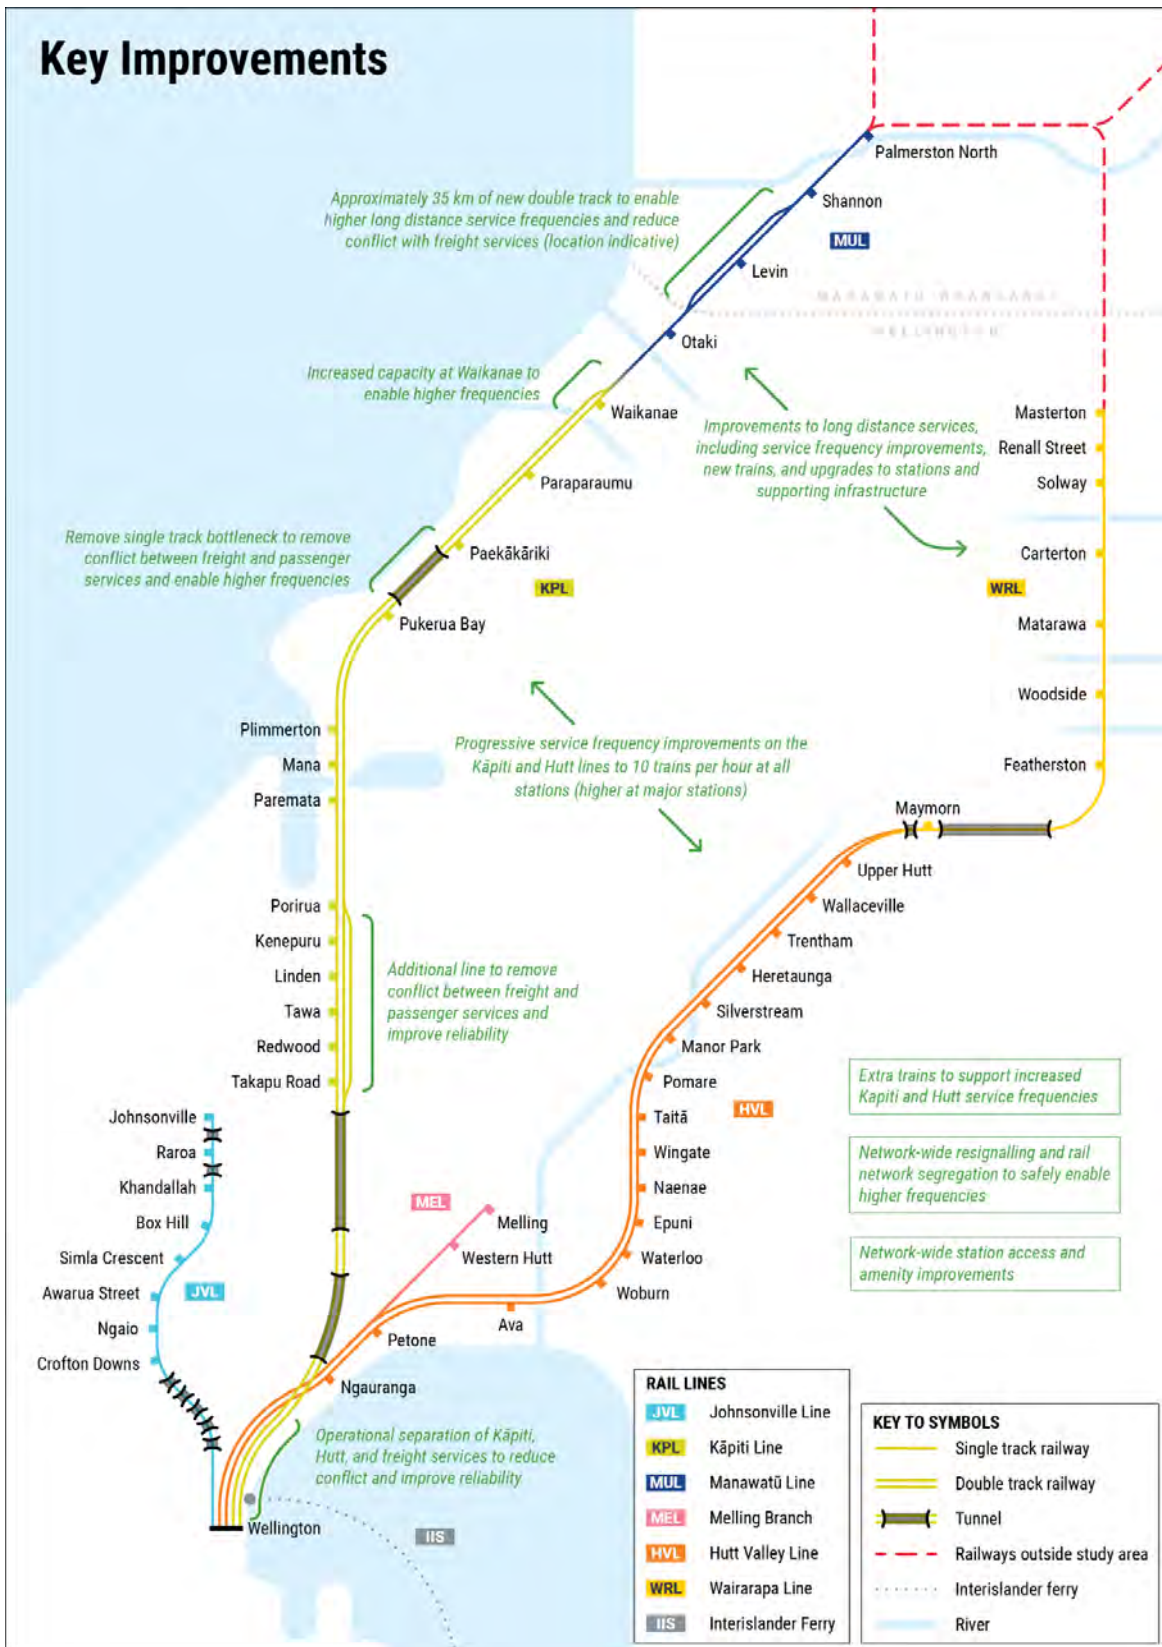 Key Improvements
Palmerston North
Shannon
MUL
Levin
Otaki
Approximately 35 km of new double track to enable
higher long distance service frequencies and reduce
conflict with freight services (location indicative)
MANAWATŪ-WHANGANUI
WELLINGTON
Increased capacity at Waikanae to
enable higher frequencies
Waikanae
Paraparaumu
Paekākāriki
KPL
Pukerua Bay
Improvements to long distance services,
including service frequency improvements,
new trains, and upgrades to stations and
supporting infrastructure
Masterton
Renall Street
Solway
Carterton
WRL
Matarawa
Woodside
Featherston
Maymorn
Remove single track bottleneck to remove
conflict between freight and passenger
services and enable higher frequencies
Progressive service frequency improvements on the
Kāpiti and Hutt lines to 10 trains per hour at all
stations (higher at major stations)
Plimmerton
Mana
Paremata
Porirua
Kenepuru
Linden
Tawa
Redwood
Takapu Road
Additional line to remove
conflict between freight and
passenger services and
improve reliability
Upper Hutt
Wallaceville
Trentham
Heretaunga
Silverstream
Manor Park
Pomare
HVL
Taitā
Wingate
Naenae
Epuni
Waterloo
Woburn
Ava
Petone
Ngauranga
MEL
Melling
Western Hutt
Johnsonville
Raroa
Khandallah
Box Hill
Simla Crescent
JVL
Awarua Street
Ngaio
Crofton Downs
Wellington
Operational separation of Kāpiti,
Hutt, and freight services to reduce
conflict and improve reliability
IIS
Extra trains to support increased
Kapiti and Hutt service frequencies
Network-wide resignalling and rail
network segregation to safely enable
higher frequencies
Network-wide station access and
amenity improvements
RAIL LINES
JVL Johnsonville Line
KPL Kāpiti Line
MUL Manawatū Line
MEL Melling Branch
HVL Hutt Valley Line
WRL Wairarapa Line
IIS Interislander Ferry
KEY TO SYMBOLS
Single track railway
Double track railway
Tunnel
Railways outside study area
Interislander ferry
River